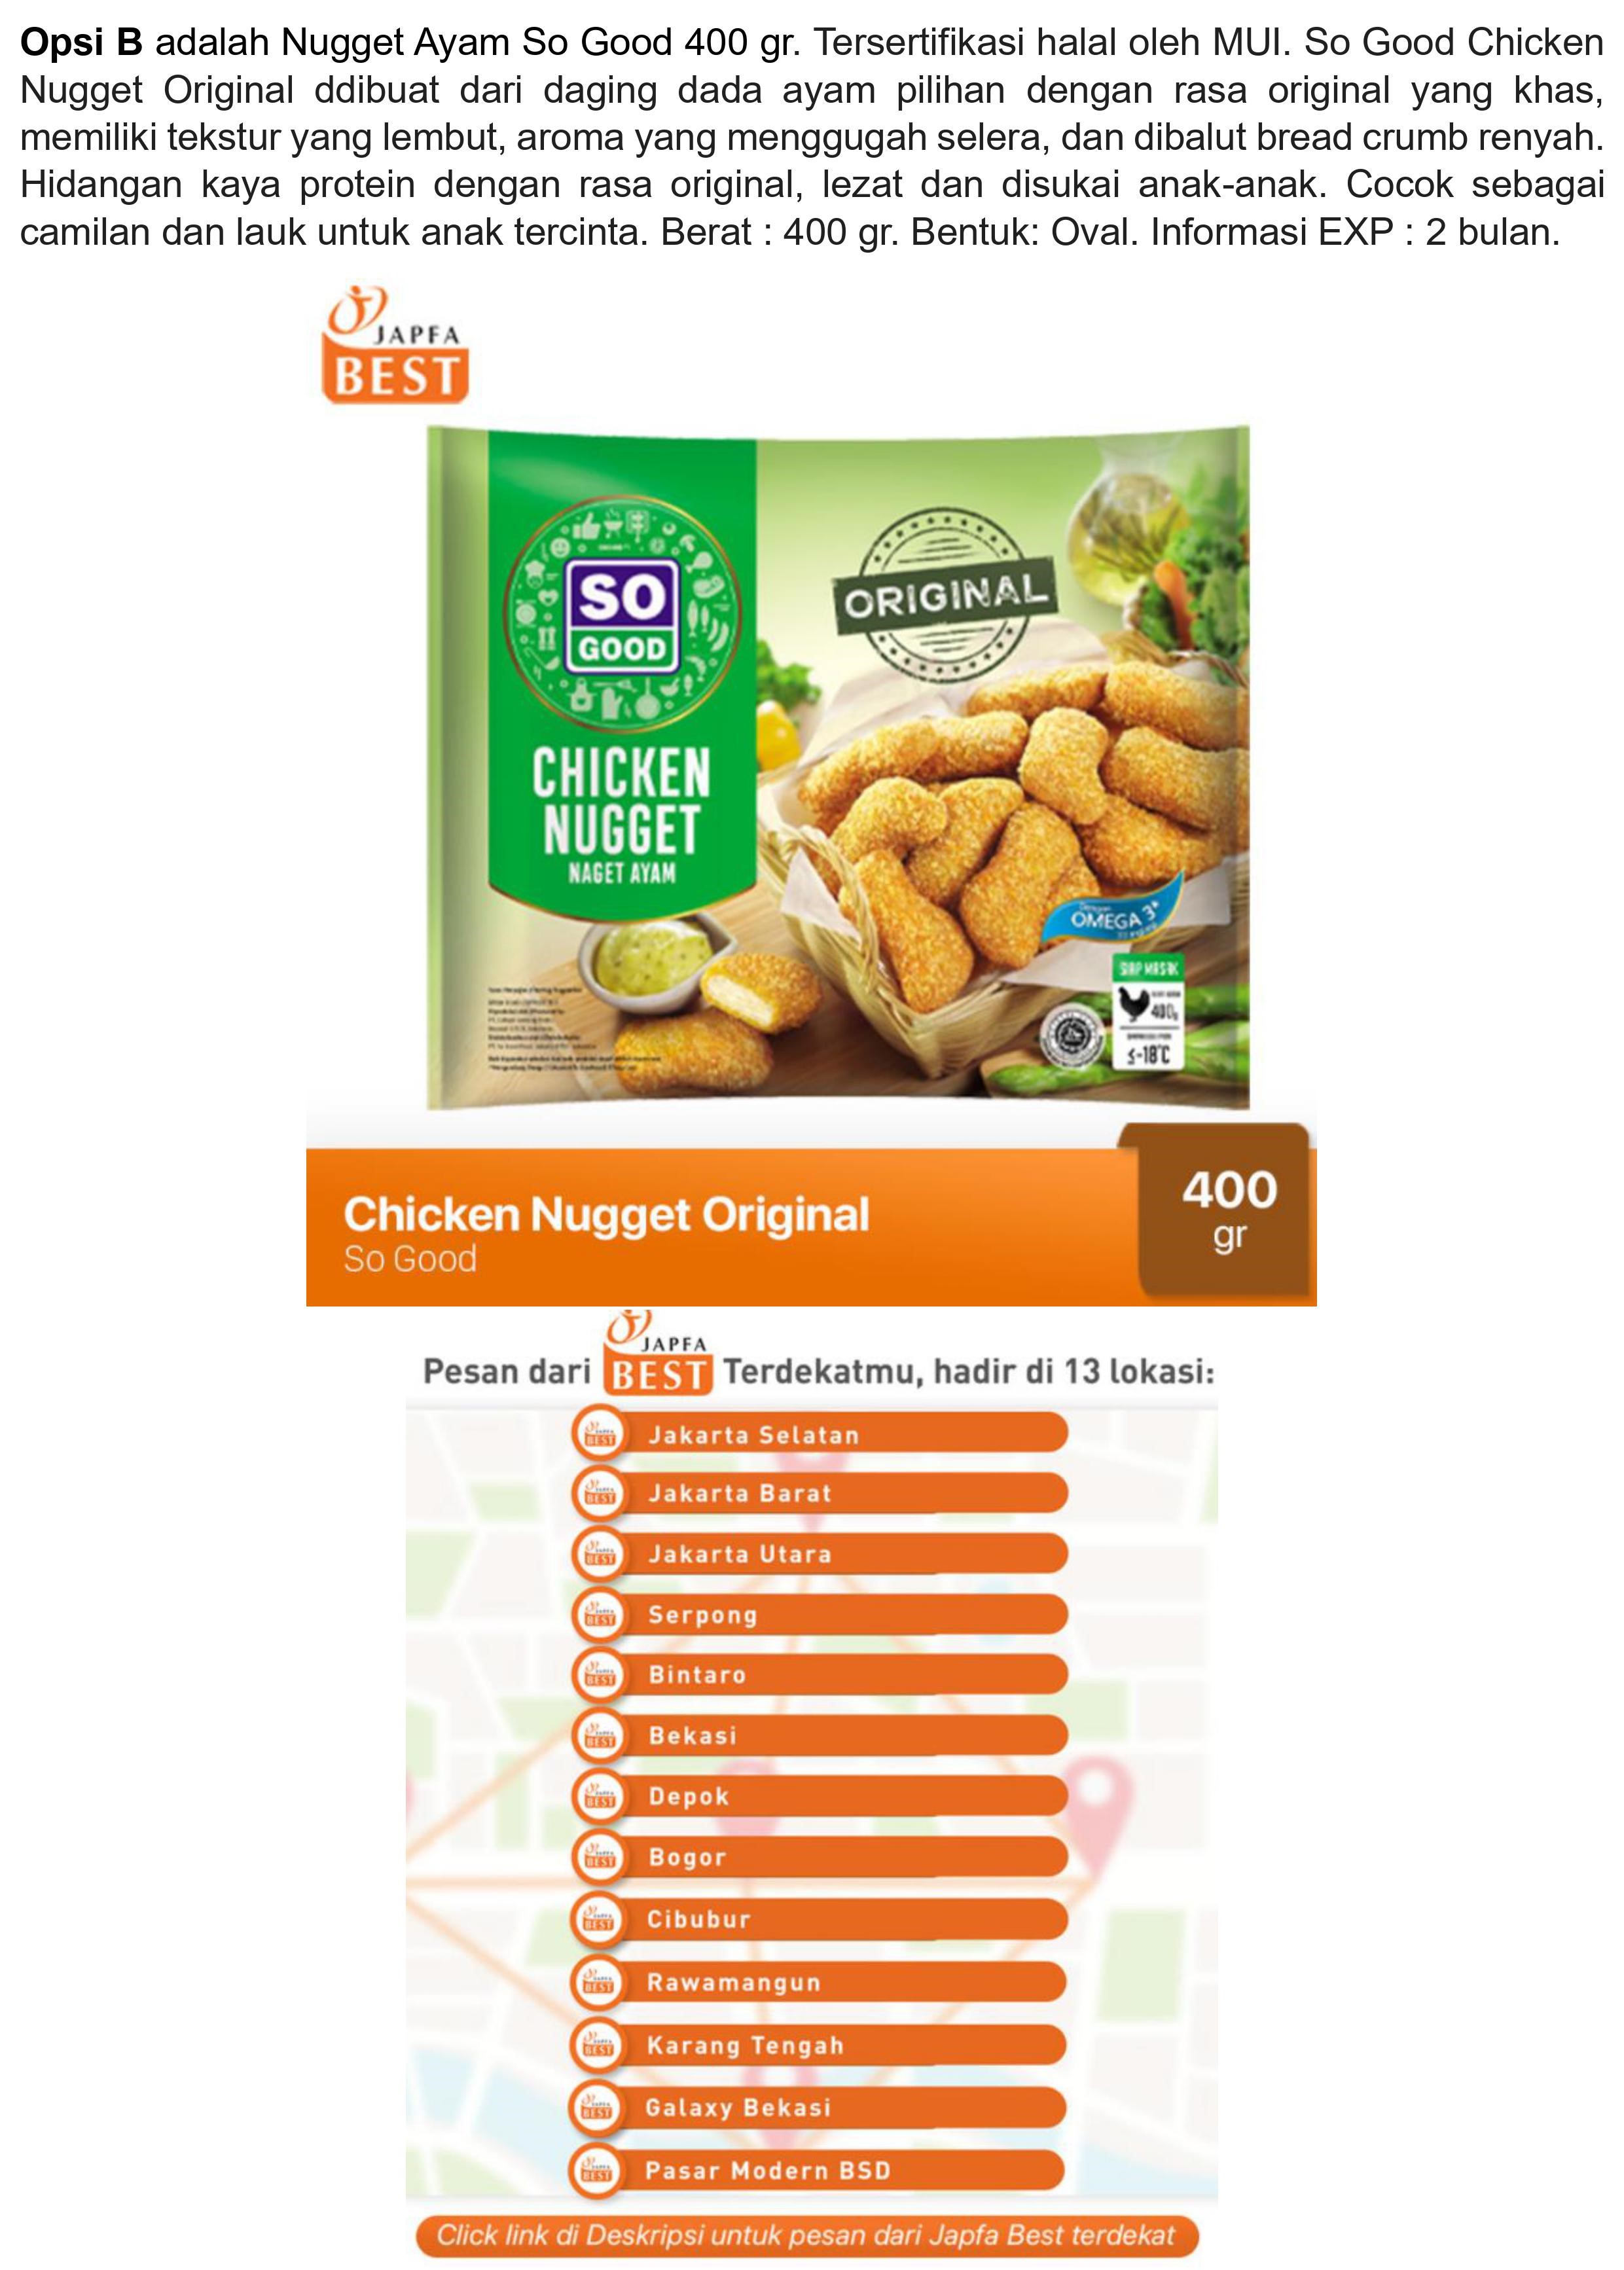 Opsi B adalah Nugget Ayam So Good 400 gr. Tersertifikasi halal oleh MUI. So Good Chicken
Nugget Original ddibuat dari daging dada ayam pilihan dengan rasa original yang khas,
memiliki tekstur yang lembut, aroma yang menggugah selera, dan dibalut bread crumb renyah.
Hidangan kaya protein dengan rasa original, lezat dan disukai anak-anak. Cocok sebagai
camilan dan lauk untuk anak tercinta. Berat : 400 gr. Bentuk: Oval. Informasi EXP : 2 bulan.
JAPFA
BEST
SO
GOOD
ORIGINAL
CHICKEN
NUGGET
NAGET AYAM
Dengan
OMEGA 3*
SIAP MASAK
400g
≤-18°C
Chicken Nugget Original
So Good
400
gr
Pesan dari JAPFA BEST Terdekatmu, hadir di 13 lokasi:
Jakarta Selatan
Jakarta Barat
Jakarta Utara
Serpong
Bintaro
Bekasi
Depok
Bogor
Cibubur
Rawamangun
Karang Tengah
Galaxy Bekasi
Pasar Modern BSD
Click link di Deskripsi untuk pesan dari Japfa Best terdekat